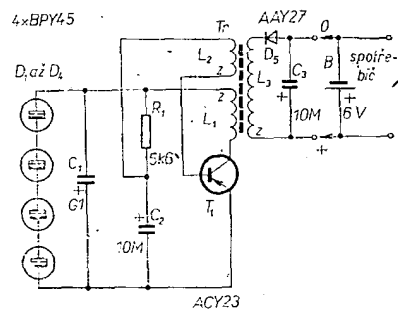 4xBPY45
Tr
AAY27
O
D₁ až D₄
L₂
z
D₅
L₃
C₃
+
10M
B
+
6V
spotře-
bič
R₁
5k6
z
L₁
z
+
C₁
+
G1
+
C₂
10M
T₁
ACY23